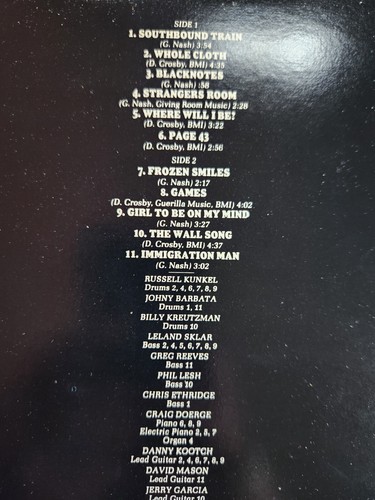 SIDE 1
1. SOUTHBOUND TRAIN
(G. Nash) 3:54
2. WHOLE CLOTH
(D. Crosby, BMI) 4:35
3. BLACKNOTES
(G. Nash) :58
4. STRANGERS ROOM
(G. Nash, Giving Room Music) 2:28
5. WHERE WILL I BE?
(D. Crosby, BMI) 3:22
6. PAGE 43
(D. Crosby, BMI) 2:56
SIDE 2
7. FROZEN SMILES
(G. Nash) 2:17
8. GAMES
(D. Crosby, Guerilla Music, BMI) 4:02
9. GIRL TO BE ON MY MIND
(G. Nash) 3:27
10. THE WALL SONG
(D. Crosby, BMI) 4:37
11. IMMIGRATION MAN
(G. Nash) 3:02
RUSSELL KUNKEL
Drums 2, 4, 6, 7, 8, 9
JOHNY BARBATA
Drums 1, 11
BILLY KREUTZMAN
Drums 10
LELAND SKLAR
Bass 2, 4, 5, 6, 7, 8, 9
GREG REEVES
Bass 11
PHIL LESH
Bass 10
CHRIS ETHRIDGE
Bass 1
CRAIG DOERGE
Piano 6, 8, 9
Electric Piano 2, 5, 7
Organ 4
DANNY KOOTCH
Lead Guitar 2, 4, 6, 7, 8, 9
DAVID MASON
Lead Guitar 11
JERRY GARCIA
Lead Guitar 10